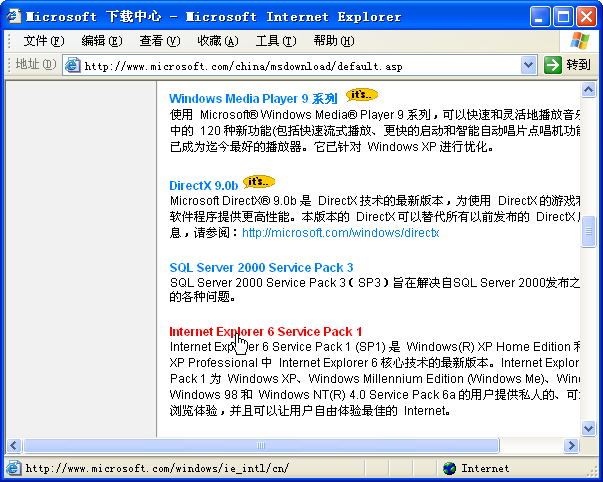 Microsoft 下载中心 - Microsoft Internet Explorer
文件(F) 编辑(E) 查看(V) 收藏(A) 工具(T) 帮助(H)
地址(D) http://www.microsoft.com/china/msdownload/default.asp 转到
Windows Media Player 9 系列 it's..
使用 Microsoft® Windows Media® Player 9 系列，可以快速和灵活地播放音乐
中的 120 种新功能(包括快速流式播放、更快的启动和智能自动唱片点唱机功能
已成为迄今最好的播放器。它已针对 Windows XP 进行优化。
DirectX 9.0b it's..
Microsoft DirectX® 9.0b 是 DirectX 技术的最新版本，为使用 DirectX 的游戏和
软件程序提供更高性能。本版本的 DirectX 可以替代所有以前发布的 DirectX
息，请参阅：http://microsoft.com/windows/directx
SQL Server 2000 Service Pack 3
SQL Server 2000 Service Pack 3（SP3）旨在解决自SQL Server 2000发布之
的各种问题。
Internet Explorer 6 Service Pack 1
Internet Explorer 6 Service Pack 1 (SP1) 是 Windows(R) XP Home Edition 和
XP Professional 中 Internet Explorer 6 核心技术的最新版本。Internet Explor
Pack 1 为 Windows XP、Windows Millennium Edition (Windows Me)、Wind
Windows 98 和 Windows NT(R) 4.0 Service Pack 6a 的用户提供私人的、可
浏览体验，并且可以让用户自由体验最佳的 Internet。
http://www.microsoft.com/windows/ie_intl/cn/ Internet